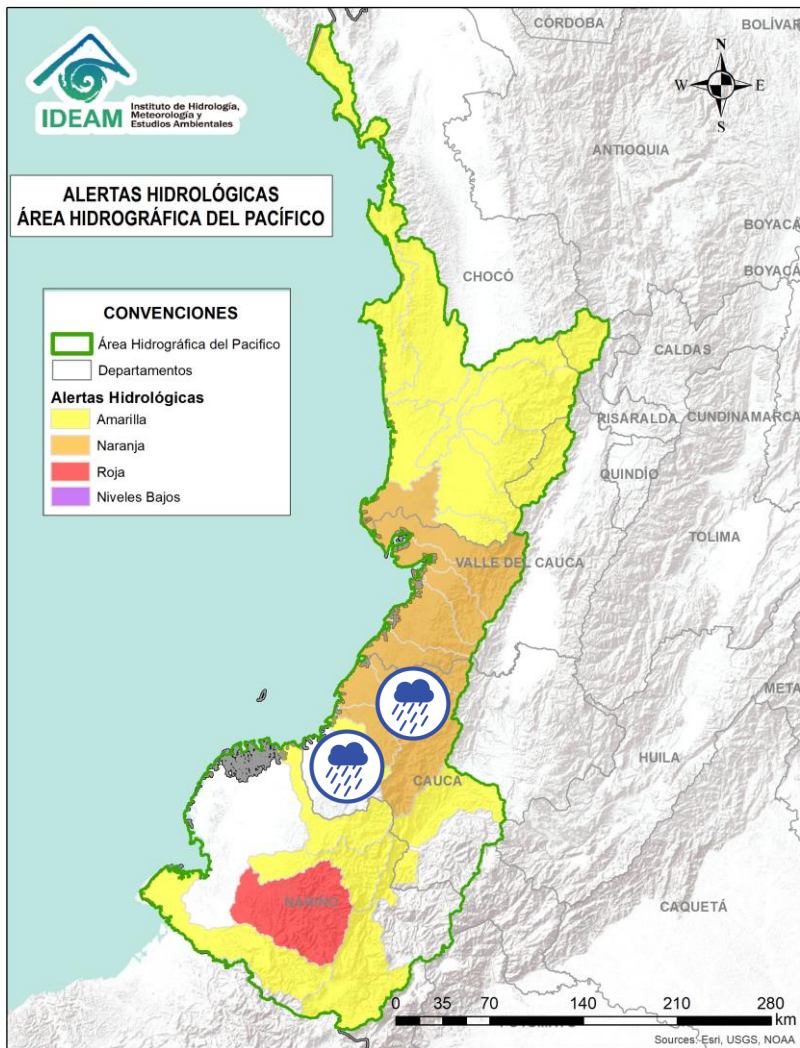 CÓRDOBA
BOLÍVAR
N
W
E
S
IDEAM
Instituto de Hidrología,
Meteorología y
Estudios Ambientales
ANTIOQUIA
ALERTAS HIDROLÓGICAS
ÁREA HIDROGRÁFICA DEL PACÍFICO
BOYACÁ
BOYACÁ
CHOCÓ
CONVENCIONES
Área Hidrográfica del Pacifico
Departamentos
Alertas Hidrológicas
Amarilla
Naranja
Roja
Niveles Bajos
CALDAS
RISARALDA
CUNDINAMARCA
QUINDÍO
TOLIMA
VALLE DEL CAUCA
META
HUILA
CAUCA
NARIÑO
CAQUETÁ
0 35 70 140 210 280
km
Sources: Esri, USGS, NOAA